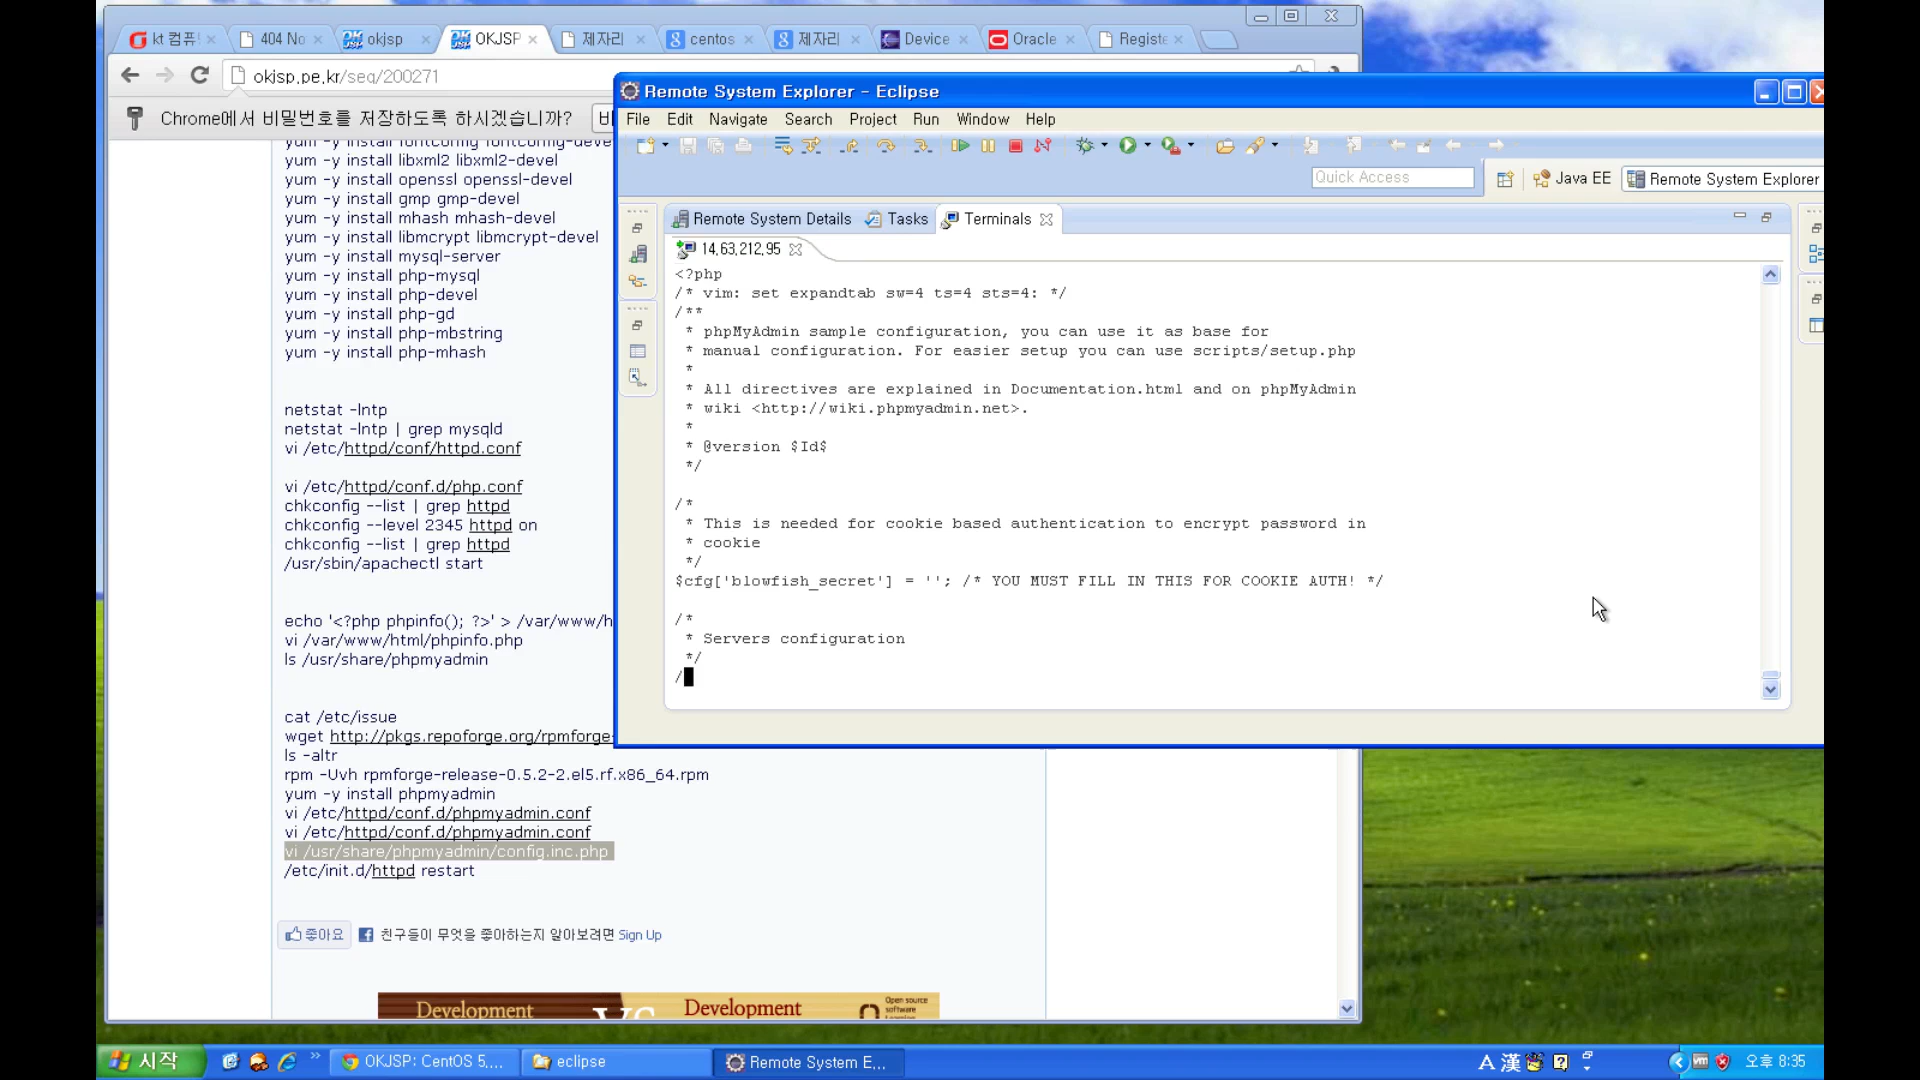 kt 컴퓨
404 No
okjsp
OKJSP
제자리
centos
제자리
Device
Oracle
Registe
okjsp.pe.kr/seq/200271
Chrome에서 비밀번호를 저장하도록 하시겠습니까?
yum -y install fontconfig fontconfig-deve
yum -y install libxml2 libxml2-devel
yum -y install openssl openssl-devel
yum -y install gmp gmp-devel
yum -y install mhash mhash-devel
yum -y install libmcrypt libmcrypt-devel
yum -y install mysql-server
yum -y install php-mysql
yum -y install php-devel
yum -y install php-gd
yum -y install php-mbstring
yum -y install php-mhash
netstat -lntp
netstat -lntp | grep mysqld
vi /etc/httpd/conf/httpd.conf
vi /etc/httpd/conf.d/php.conf
chkconfig --list | grep httpd
chkconfig --level 2345 httpd on
chkconfig --list | grep httpd
/usr/sbin/apachectl start
echo '<?php phpinfo(); ?>' > /var/www/h
vi /var/www/html/phpinfo.php
ls /usr/share/phpmyadmin
cat /etc/issue
wget http://pkgs.repoforge.org/rpmforge-
ls -altr
rpm -Uvh rpmforge-release-0.5.2-2.el5.rf.x86_64.rpm
yum -y install phpmyadmin
vi /etc/httpd/conf.d/phpmyadmin.conf
vi /etc/httpd/conf.d/phpmyadmin.conf
vi /usr/share/phpmyadmin/config.inc.php
/etc/init.d/httpd restart
좋아요
친구들이 무엇을 좋아하는지 알아보려면 Sign Up
Development VS Development
Open source software
Remote System Explorer - Eclipse
File Edit Navigate Search Project Run Window Help
Quick Access
Java EE
Remote System Explorer
Remote System Details
Tasks
Terminals
14.63.212.95
<?php
/* vim: set expandtab sw=4 ts=4 sts=4: */
/**
 * phpMyAdmin sample configuration, you can use it as base for
 * manual configuration. For easier setup you can use scripts/setup.php
 *
 * All directives are explained in Documentation.html and on phpMyAdmin
 * wiki <http://wiki.phpmyadmin.net>.
 *
 * @version $Id$
 */
/*
 * This is needed for cookie based authentication to encrypt password in
 * cookie
 */
$cfg['blowfish_secret'] = ''; /* YOU MUST FILL IN THIS FOR COOKIE AUTH! */
/*
 * Servers configuration
 */
/
시작
OKJSP: CentOS 5....
eclipse
Remote System E...
A 漢
오후 8:35